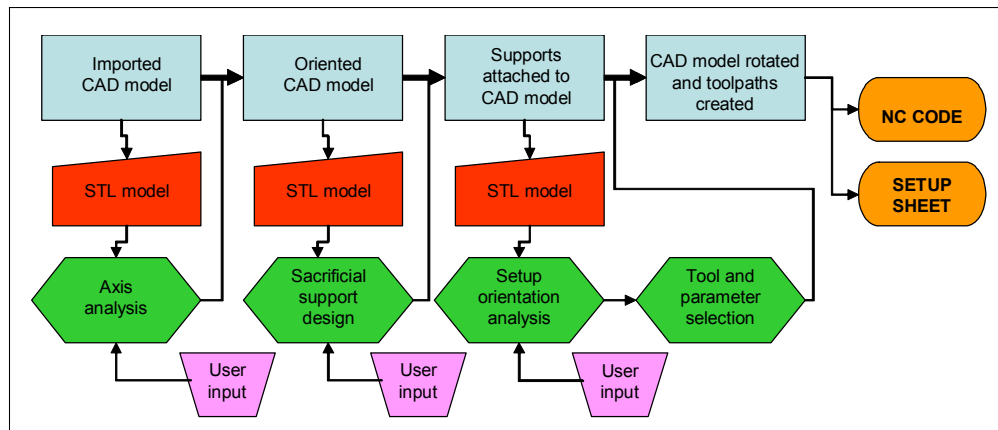 Imported
CAD model
Oriented
CAD model
Supports
attached to
CAD model
CAD model rotated
and toolpaths
created
NC CODE
STL model
STL model
STL model
SETUP
SHEET
Axis
analysis
Sacrificial
support
design
Setup
orientation
analysis
Tool and
parameter
selection
User
input
User
input
User
input